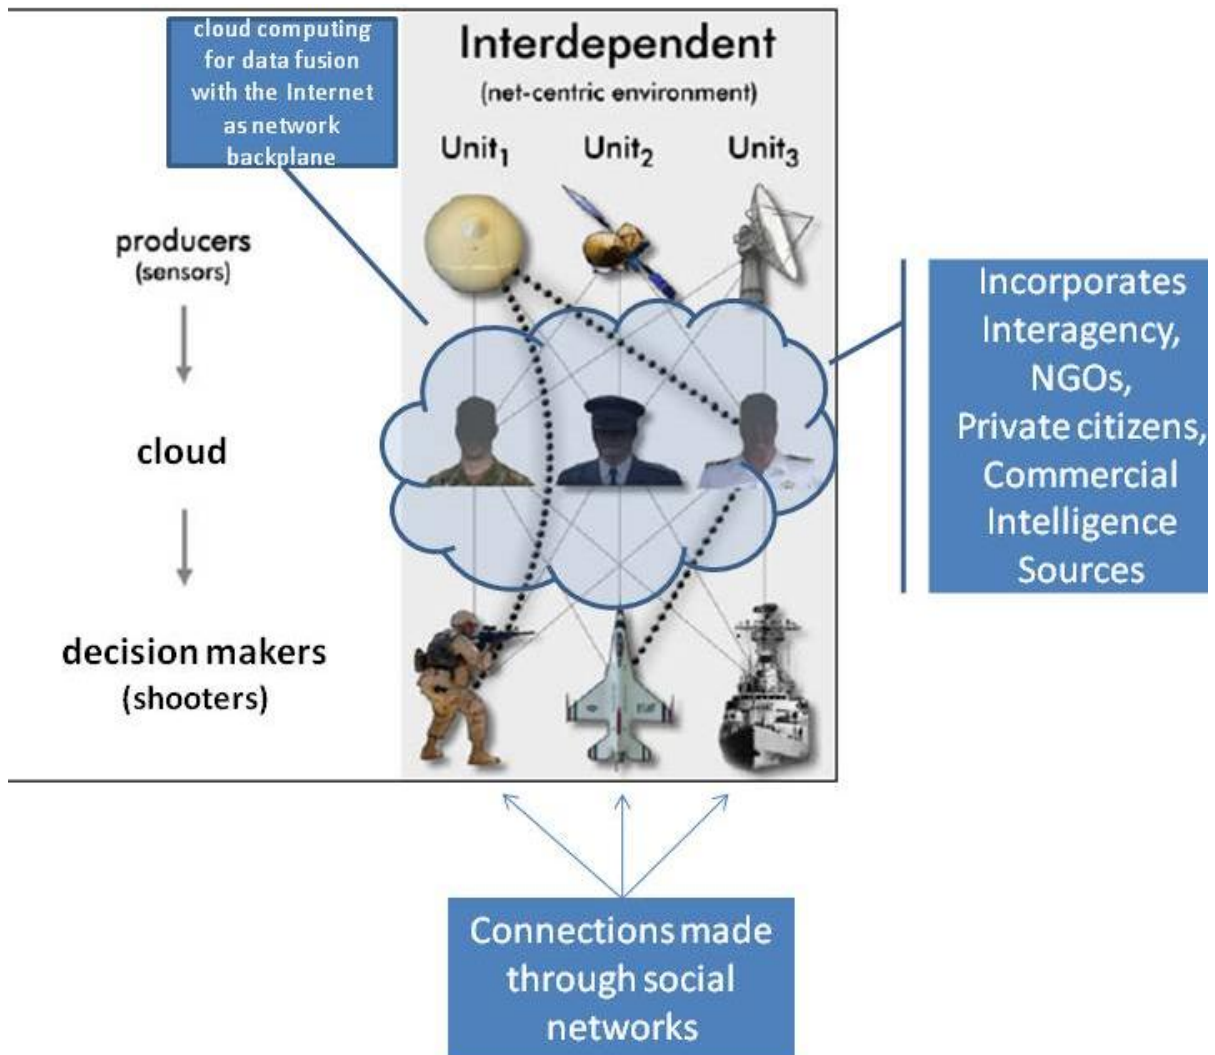 cloud computing
for data fusion
with the Internet
as network
backplane
Interdependent
(net-centric environment)
Unit1
Unit2
Unit3
producers
(sensors)
cloud
decision makers
(shooters)
Incorporates
Interagency,
NGOs,
Private citizens,
Commercial
Intelligence
Sources
Connections made
through social
networks